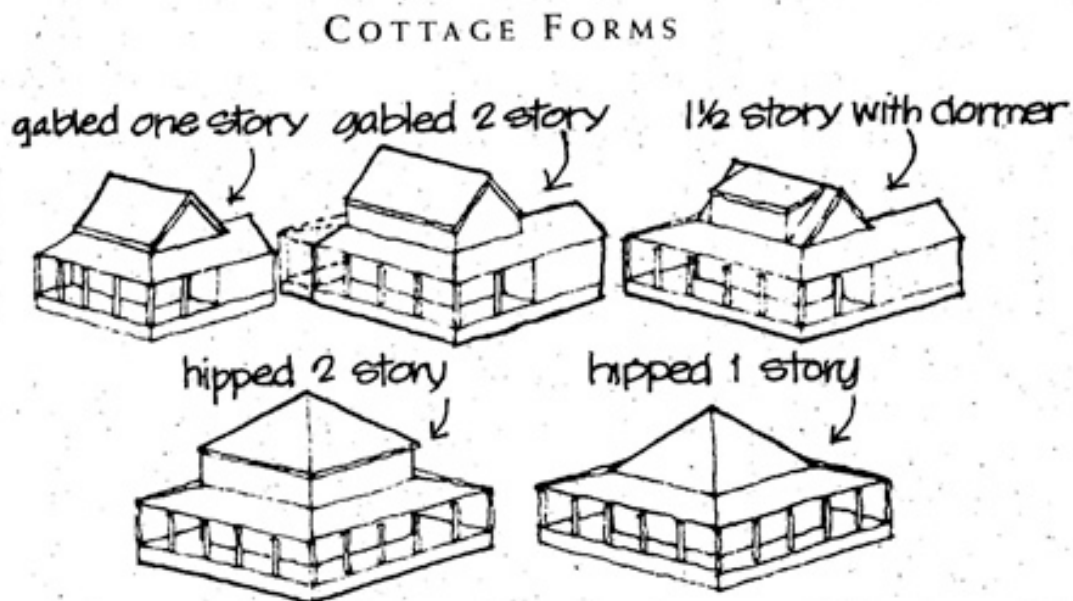 COTTAGE FORMS
gabled one story gabled 2 story 1½ story with dormer
hipped 2 story hipped 1 story